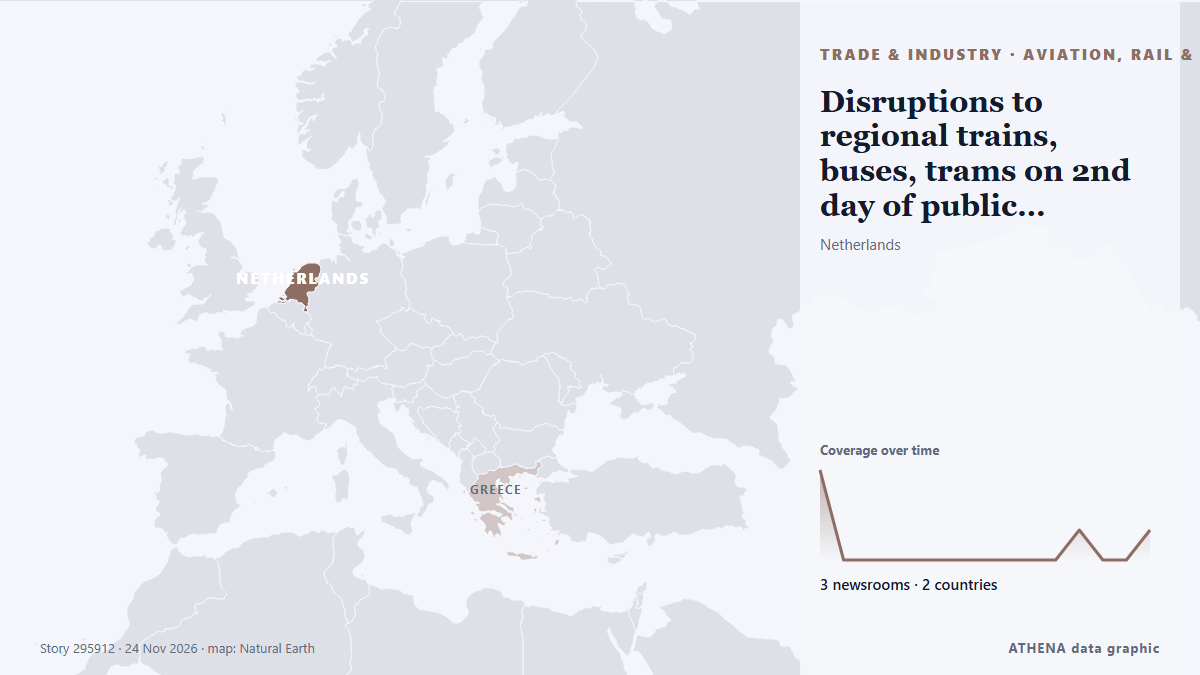 TRADE & INDUSTRY · AVIATION, RAIL &
Disruptions to
regional trains,
buses, trams on 2nd
day of public...
Netherlands
NETHERLANDS
GREECE
Coverage over time
3 newsrooms · 2 countries
Story 295912 · 24 Nov 2026 · map: Natural Earth
ATHENA data graphic